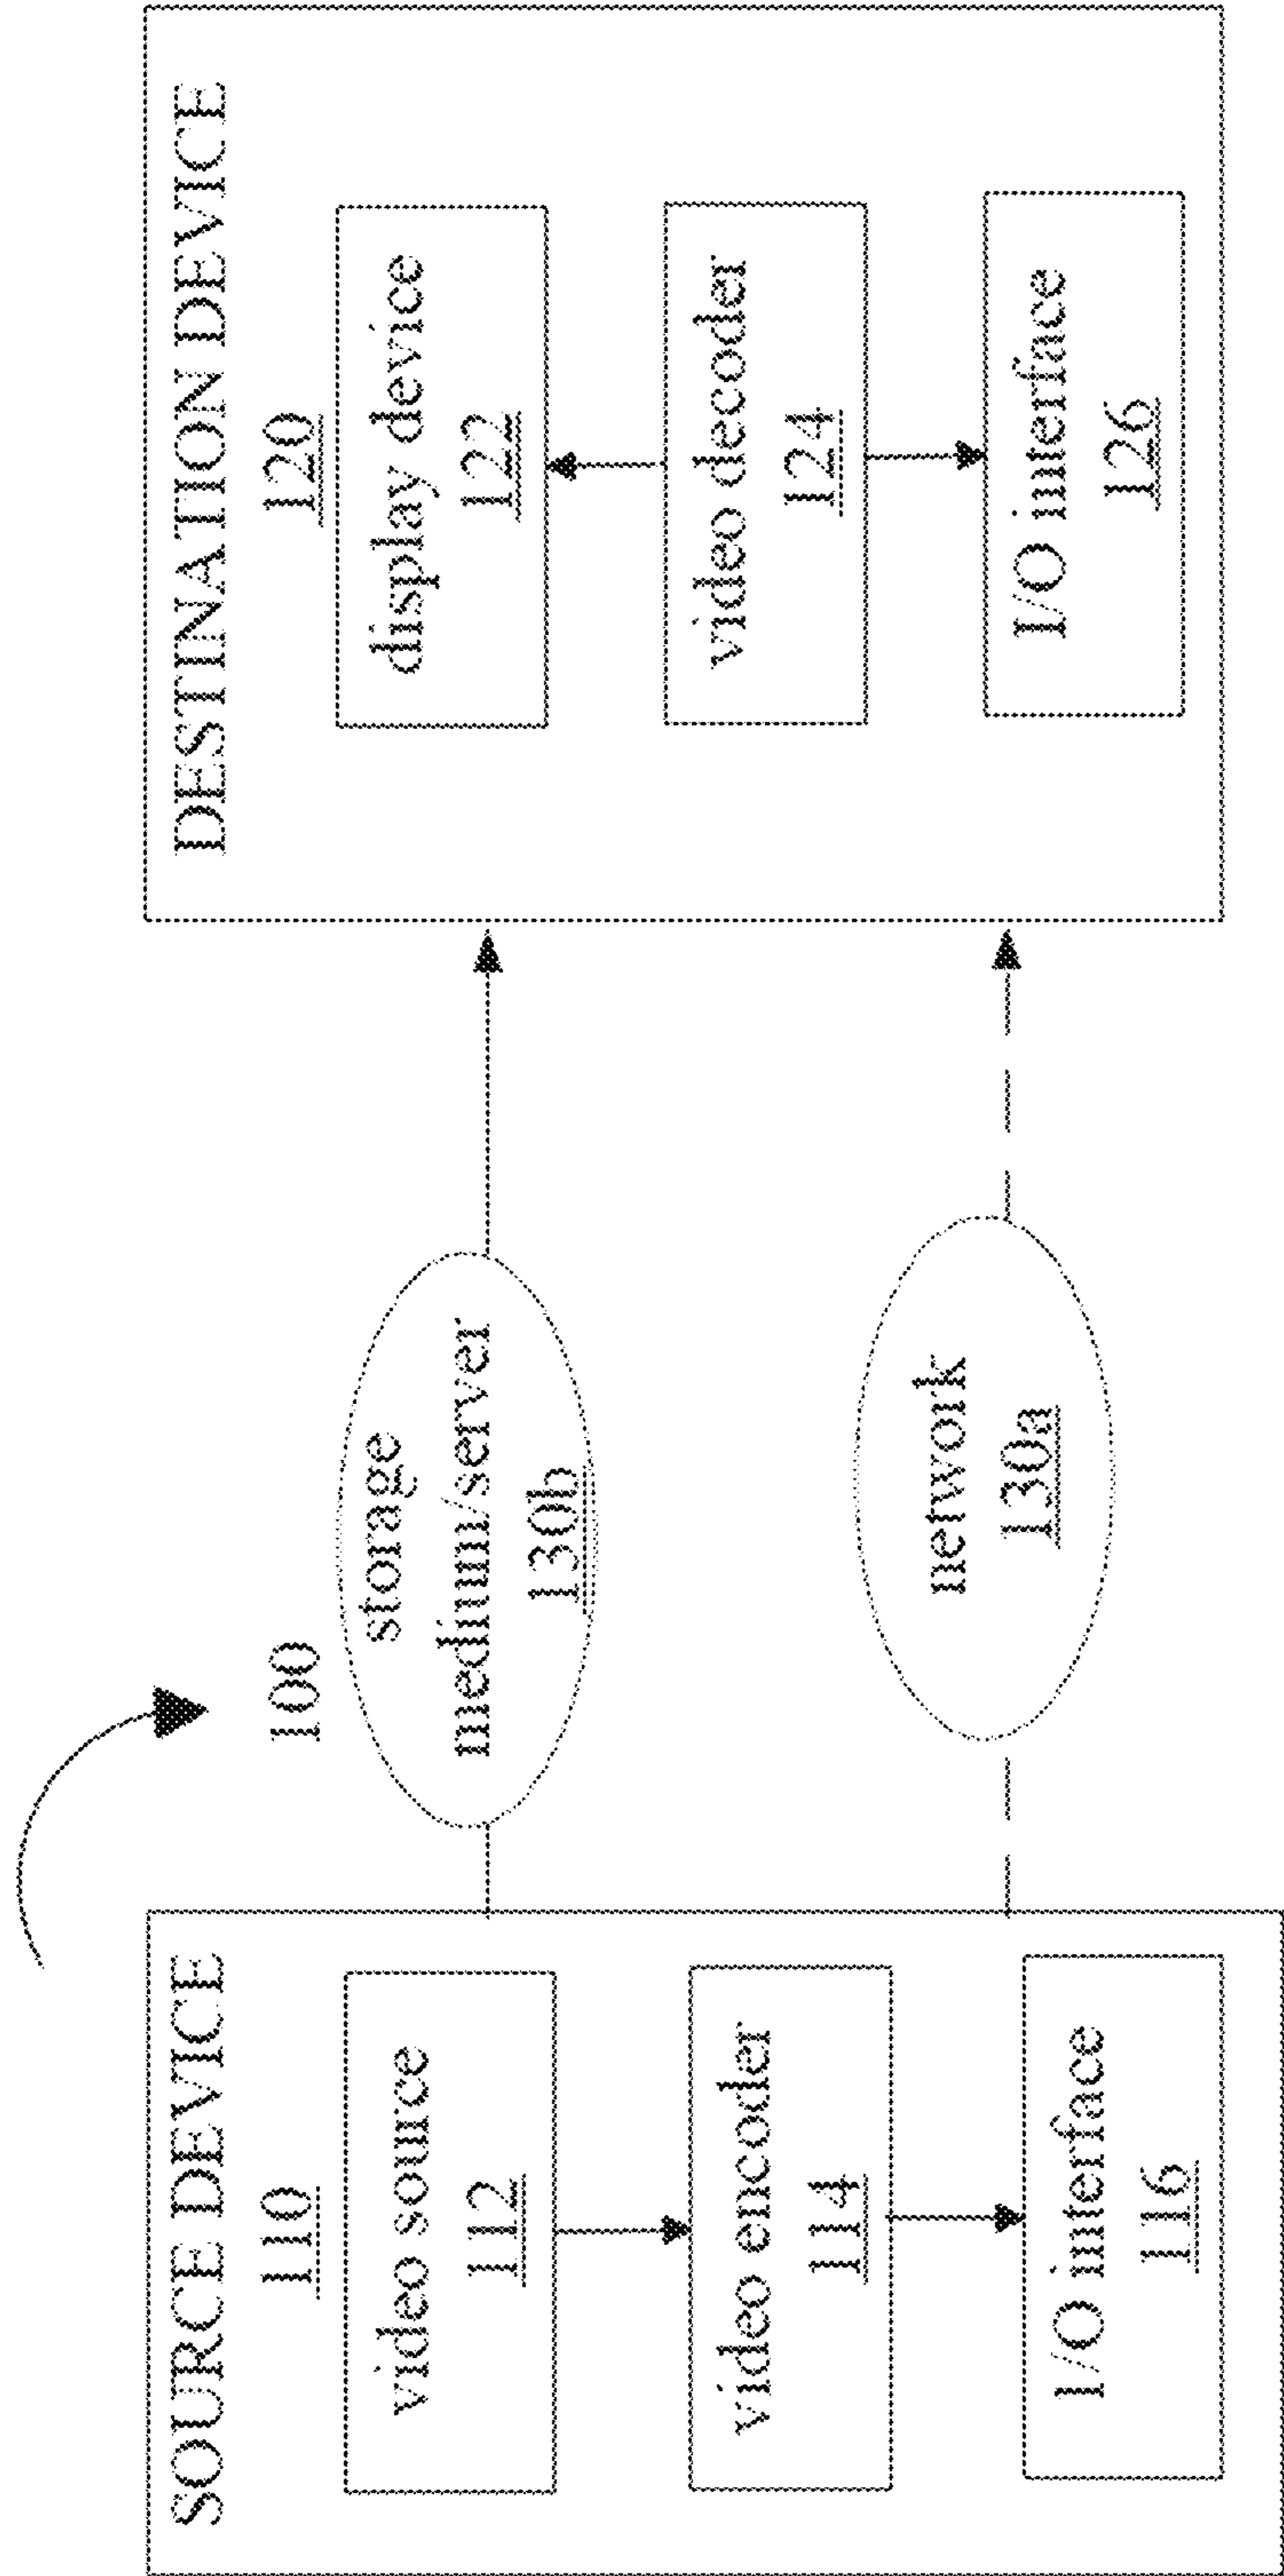 100
SOURCE DEVICE
110
video source
112
video encoder
114
I/O interface
116
storage
medium/server
130b
network
130a
DESTINATION DEVICE
120
display device
122
video decoder
124
I/O interface
126